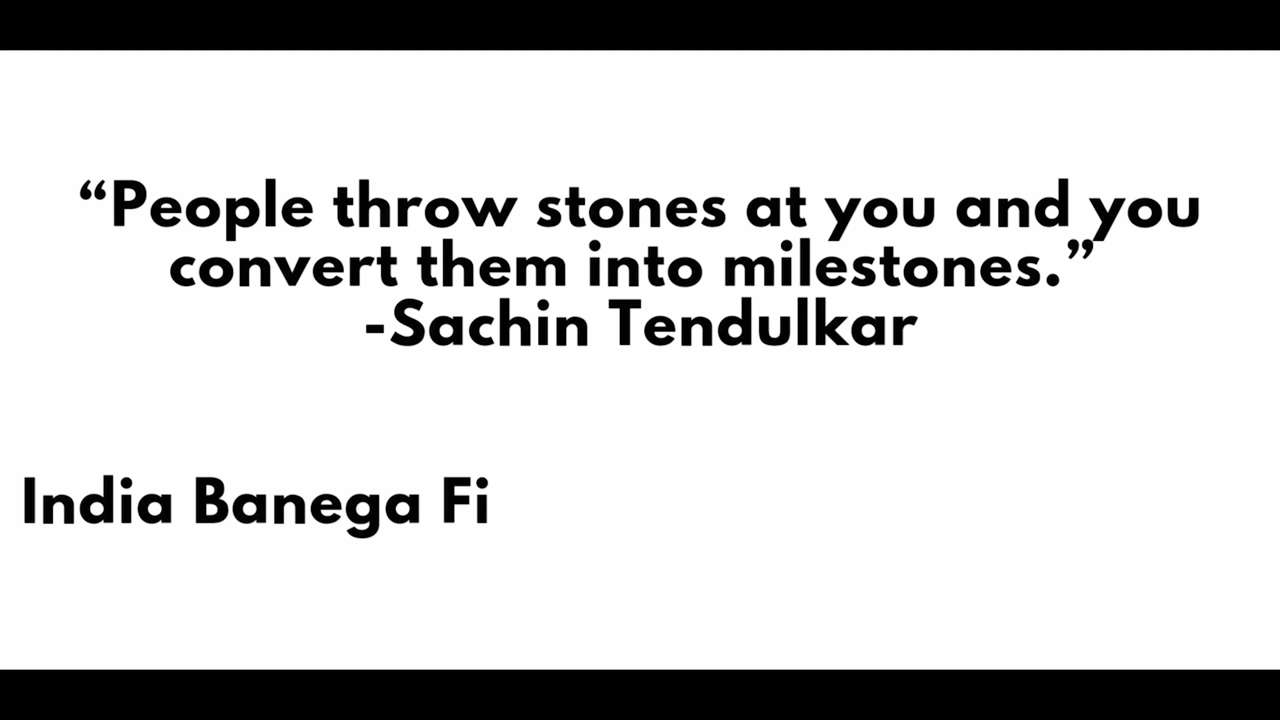 “People throw stones at you and you
convert them into milestones.”
-Sachin Tendulkar
India Banega Fi